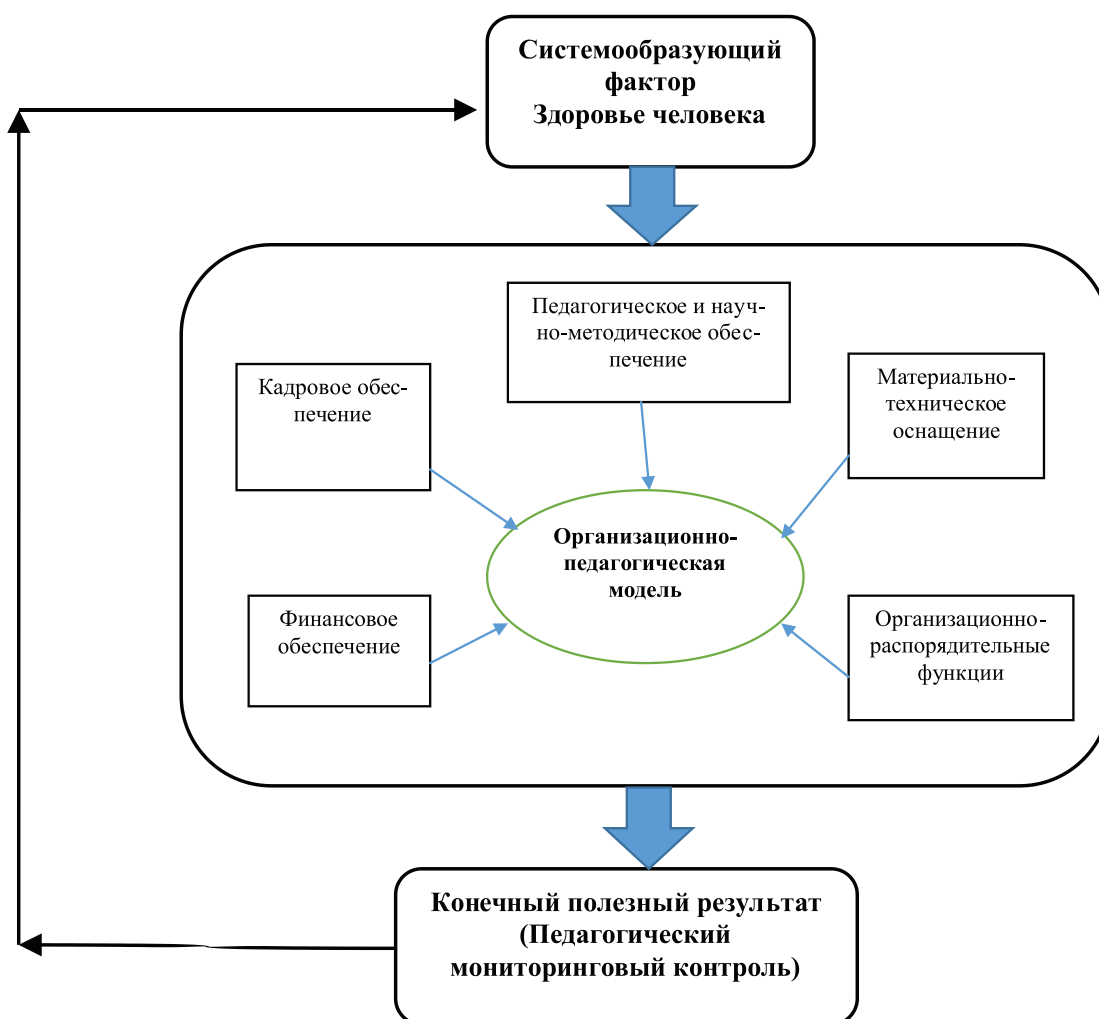 Системообразующий
фактор
Здоровье человека
Педагогическое и науч-
но-методическое обес-
печение
Кадровое обес-
печение
Материально-
техническое
оснащение
Организационно-
педагогическая
модель
Финансовое
обеспечение
Организационно-
распорядительные
функции
Конечный полезный результат
(Педагогический
мониторинговый контроль)